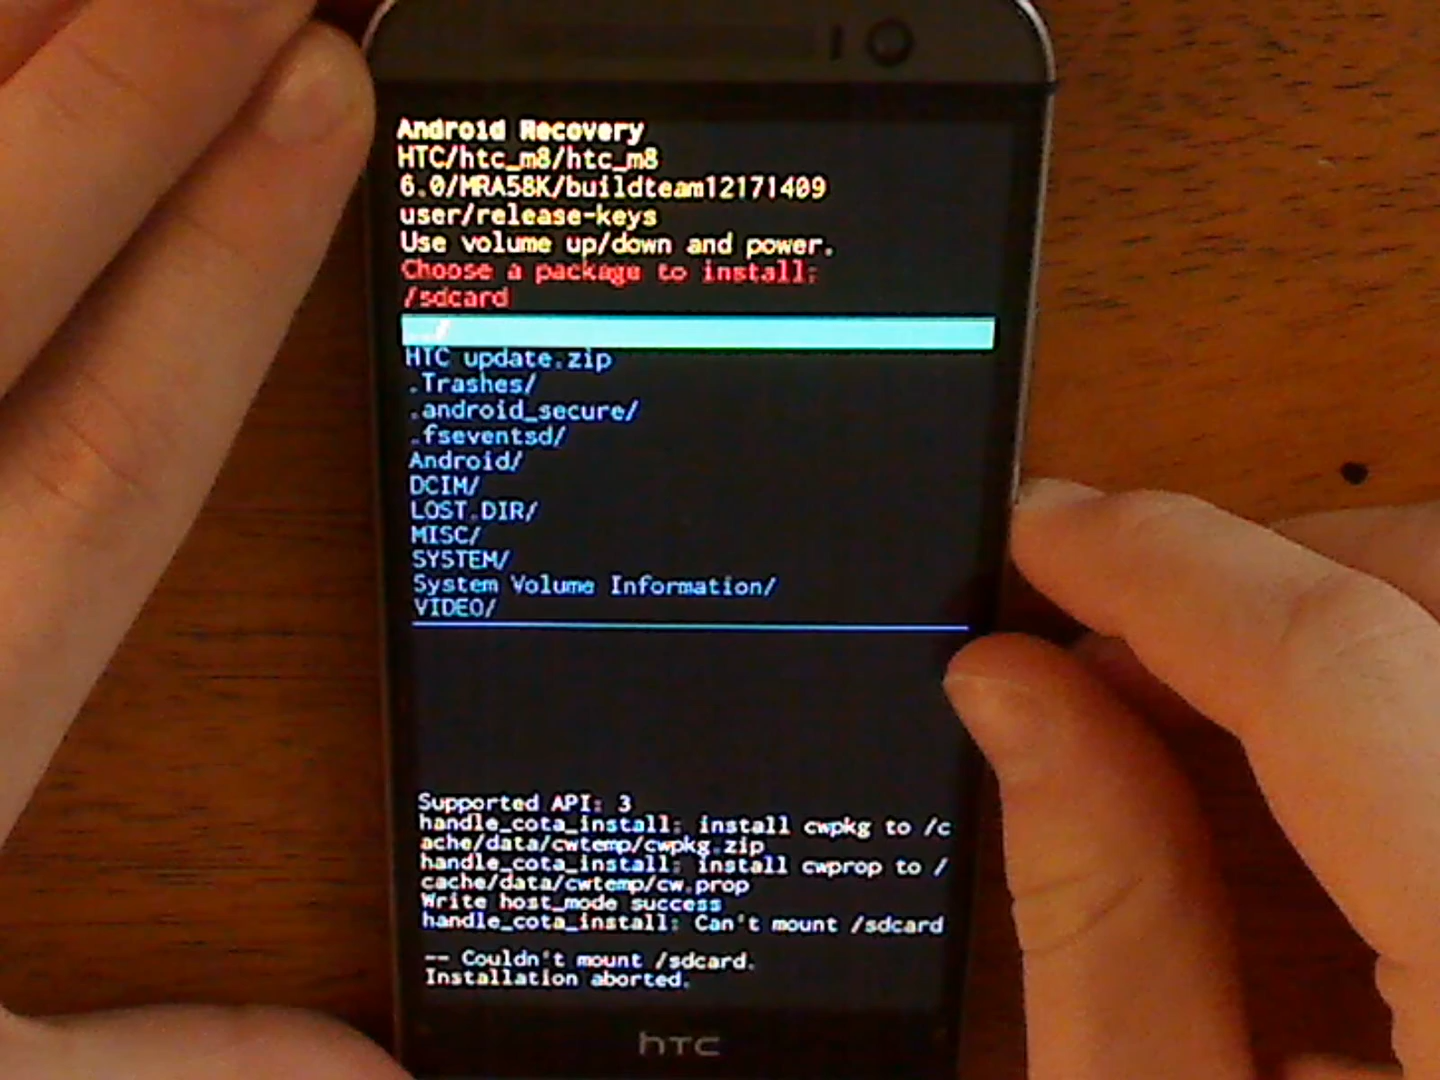 Android Recovery
HTC/htc_m8/htc_m8
6.0/MRA58K/buildteam12171409
user/release-keys
Use volume up/down and power.
Choose a package to install:
/sdcard
../
HTC update.zip
.Trashes/
.android_secure/
.fseventsd/
Android/
DCIM/
LOST.DIR/
MISC/
SYSTEM/
System Volume Information/
VIDEO/
Supported API: 3
handle_cota_install: install cwpkg to /c
ache/data/cwtemp/cwpkg.zip
handle_cota_install: install cwprop to /
cache/data/cwtemp/cw.prop
Write host_mode success
handle_cota_install: Can't mount /sdcard
-- Couldn't mount /sdcard.
Installation aborted.
hTC